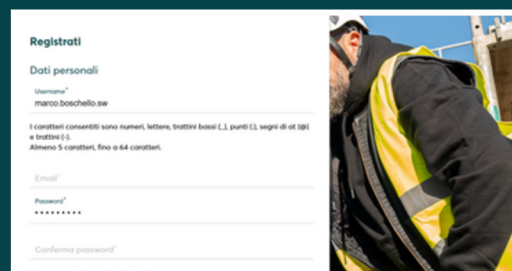 Registrati
Dati personali
Username*
marco.boschello.sw
I caratteri consentiti sono numeri, lettere, trattini bassi (_), punti (.), segni di at (@)
e trattini (-).
Almeno 5 caratteri, fino a 64 caratteri.
Email*
Password*
•••••••••
Conferma password*